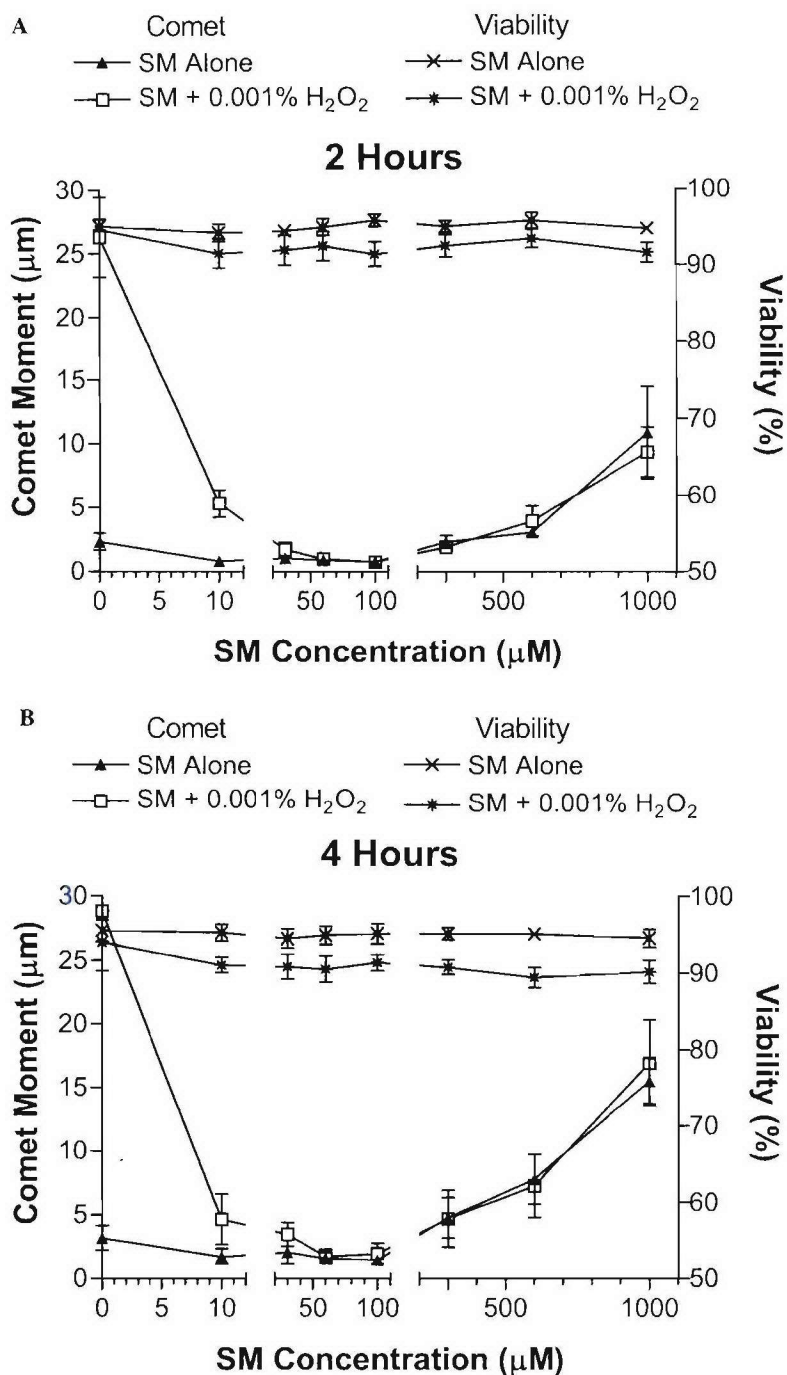 A
Comet
Viability
SM Alone
SM Alone
SM + 0.001% H₂O₂
SM + 0.001% H₂O₂
2 Hours
Comet Moment (μm)
30
25
20
15
10
5
0
100
90
80
70
60
50
Viability (%)
0 5 10 50 100 500 1000
SM Concentration (μM)
B
Comet
Viability
SM Alone
SM Alone
SM + 0.001% H₂O₂
SM + 0.001% H₂O₂
4 Hours
Comet Moment (μm)
30
25
20
15
10
5
0
100
90
80
70
60
50
Viability (%)
0 5 10 50 100 500 1000
SM Concentration (μM)